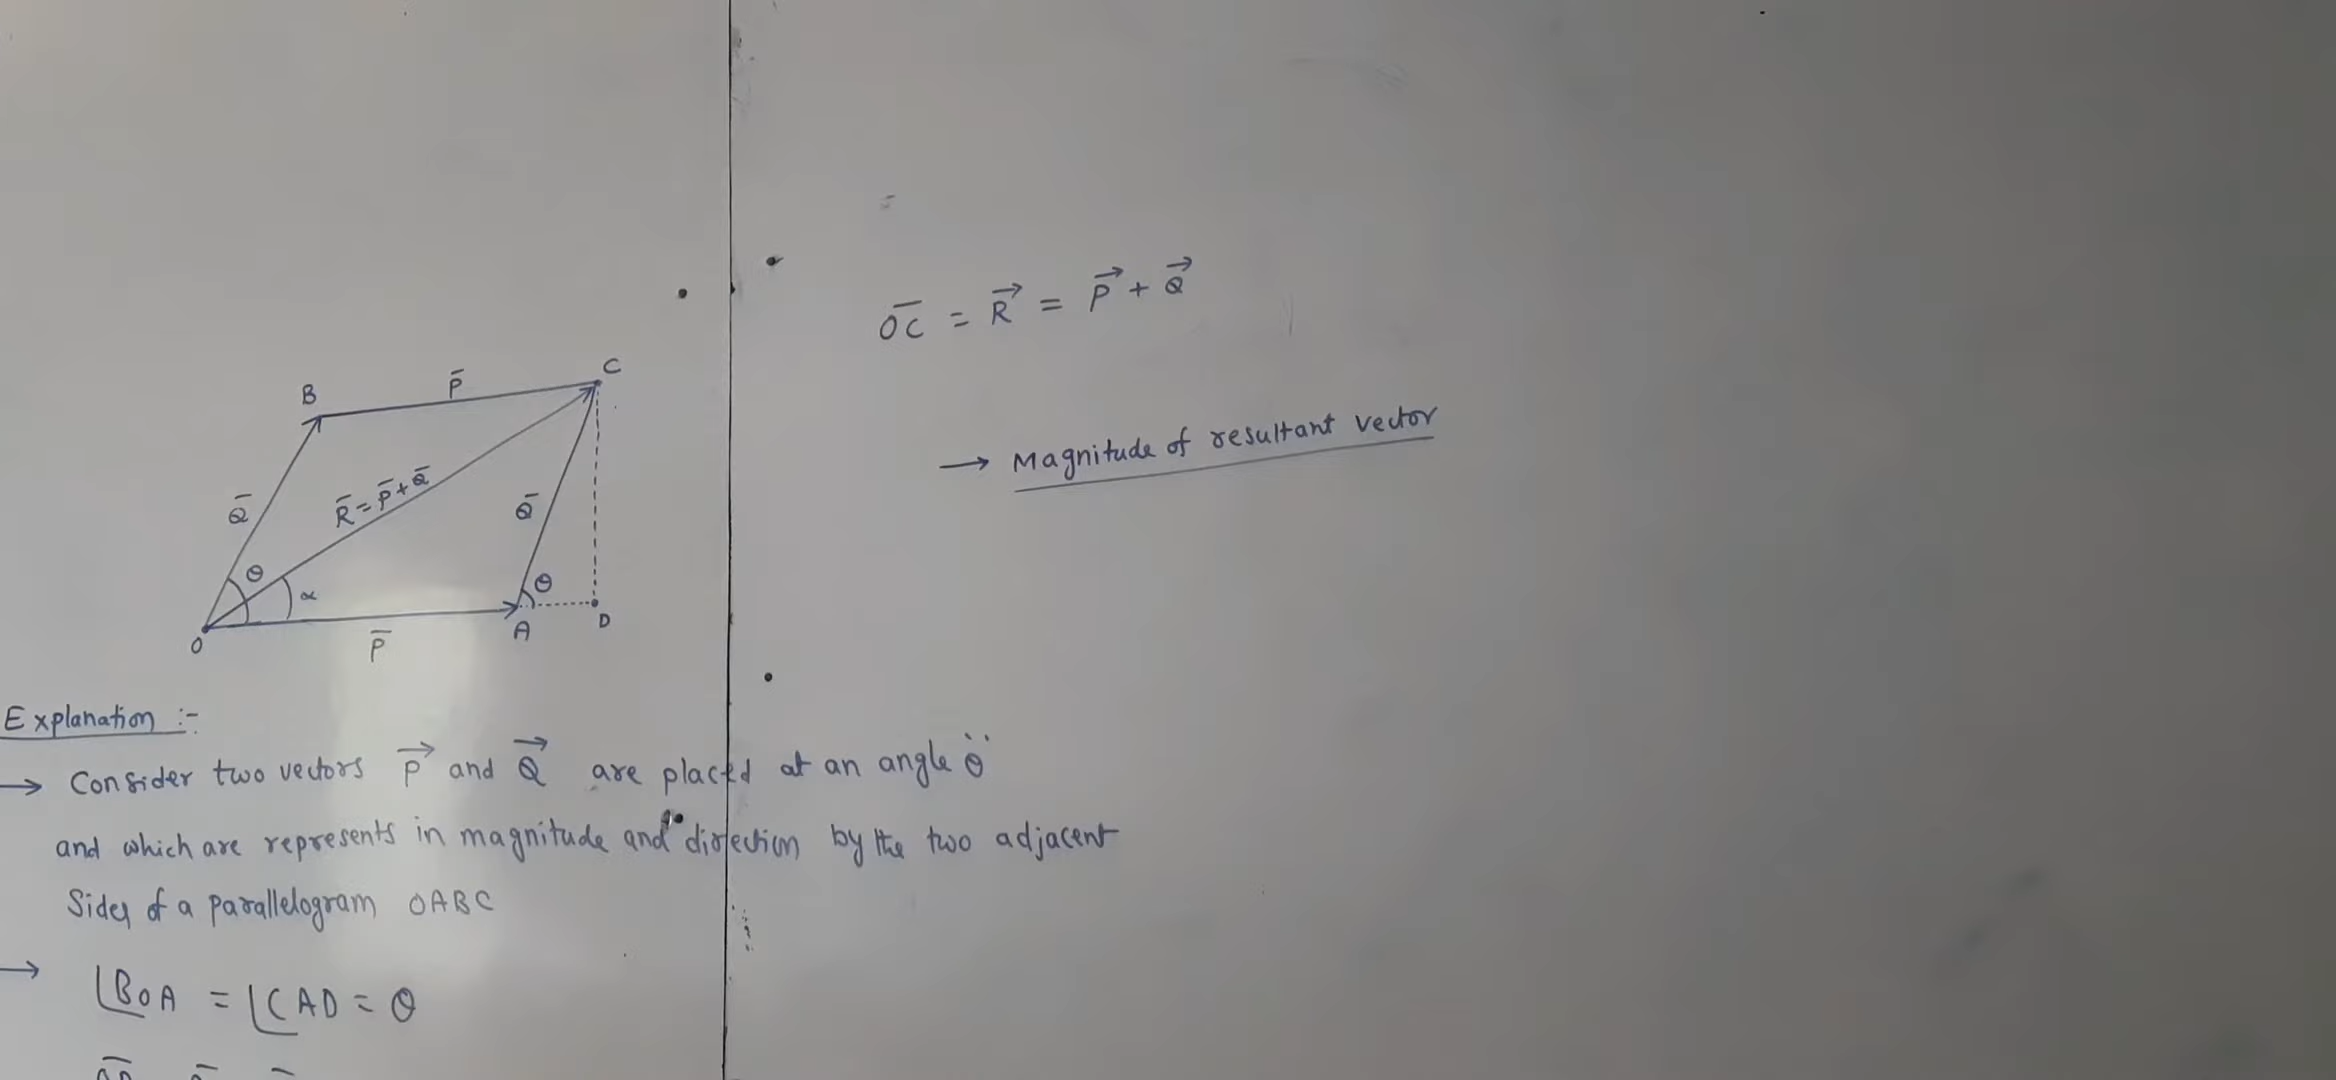 B
P̄
C
Q̄
R̄ = P̄ + Q̄
Q̄
θ
α
θ
O
P̄
A
D
Explanation :-
→ Consider two vectors P⃗ and Q⃗ are placed at an angle "θ"
and which are represents in magnitude and direction by the two adjacent
Sides of a parallelogram OABC
→ ∠BOA = ∠CAD = θ
O̅C̅ = R⃗ = P⃗ + Q⃗
→ Magnitude of resultant vector